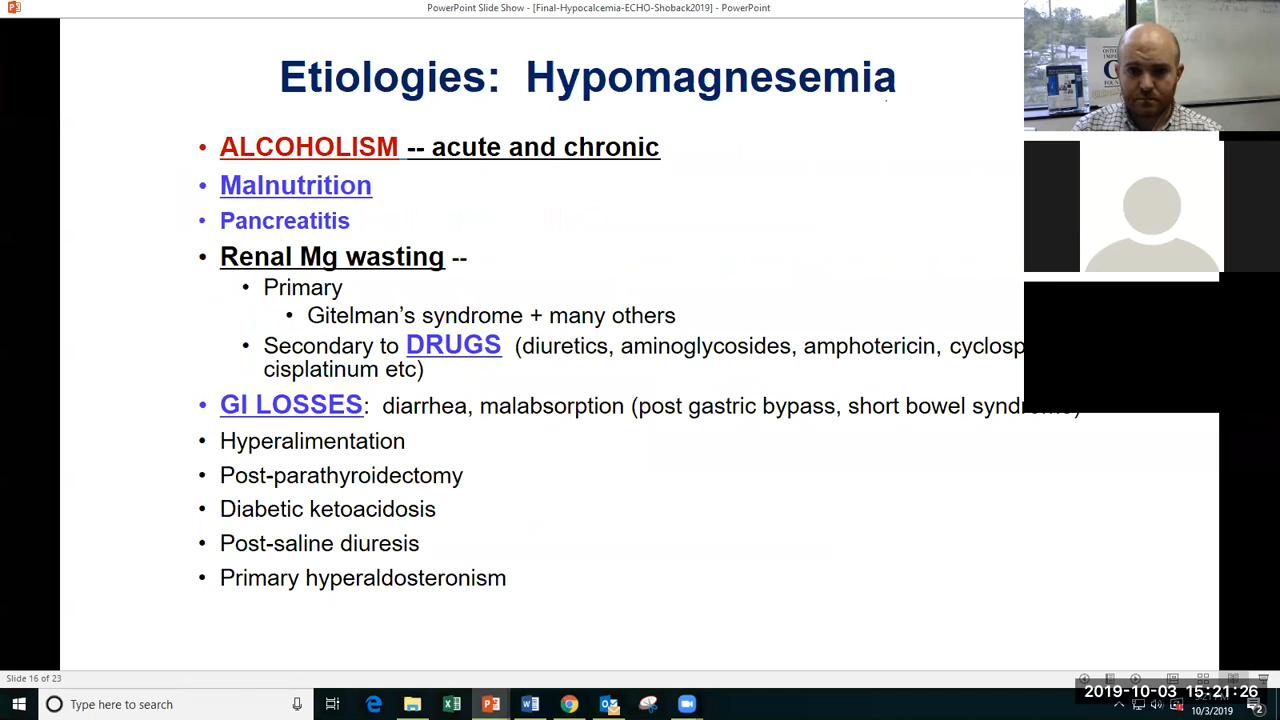 PowerPoint Slide Show - [Final-Hypocalcemia-ECHO-Shoback2019] - PowerPoint
Etiologies: Hypomagnesemia
• ALCOHOLISM -- acute and chronic
• Malnutrition
• Pancreatitis
• Renal Mg wasting --
• Primary
• Gitelman’s syndrome + many others
• Secondary to DRUGS (diuretics, aminoglycosides, amphotericin, cyclosp
cisplatinum etc)
• GI LOSSES: diarrhea, malabsorption (post gastric bypass, short bowel syndrome)
• Hyperalimentation
• Post-parathyroidectomy
• Diabetic ketoacidosis
• Post-saline diuresis
• Primary hyperaldosteronism
Slide 16 of 23
2019-10-03 15:21:26
Type here to search
10/3/2019
2